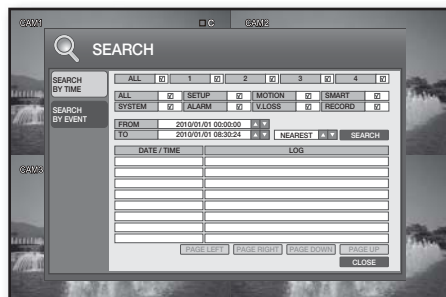 CAM1 C CAM2
SEARCH
SEARCH BY TIME
SEARCH BY EVENT
ALL 1 2 3 4
ALL SETUP MOTION SMART
SYSTEM ALARM V.LOSS RECORD
FROM 2010/01/01 00:00:00
TO 2010/01/01 08:30:24 NEAREST SEARCH
DATE / TIME LOG
PAGE LEFT PAGE RIGHT PAGE DOWN PAGE UP
CLOSE
CAM3